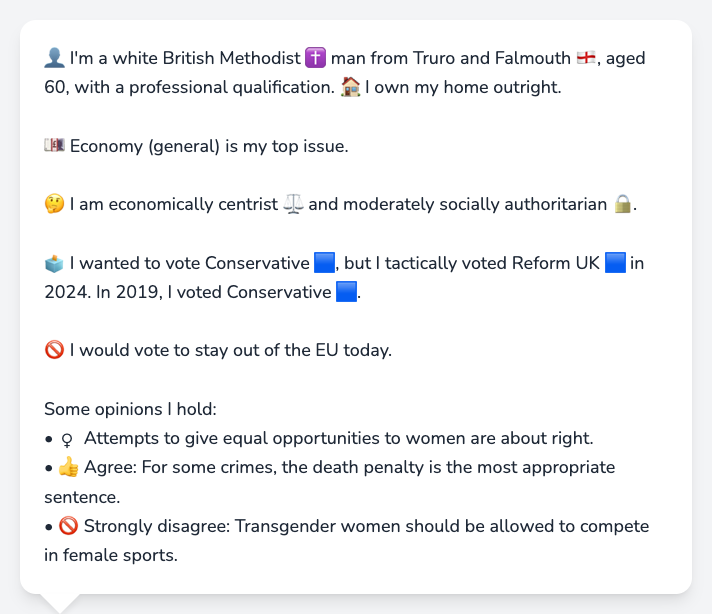 👤 I'm a white British Methodist ✝️ man from Truro and Falmouth 🏴󠁧󠁢󠁥󠁮󠁧󠁿, aged
60, with a professional qualification. 🏠 I own my home outright.
💷 Economy (general) is my top issue.
🤔 I am economically centrist ⚖️ and moderately socially authoritarian 🔒.
🗳️ I wanted to vote Conservative 🟦, but I tactically voted Reform UK 🟦 in
2024. In 2019, I voted Conservative 🟦.
🚫 I would vote to stay out of the EU today.
Some opinions I hold:
• ♀ Attempts to give equal opportunities to women are about right.
• 👍 Agree: For some crimes, the death penalty is the most appropriate
sentence.
• 🚫 Strongly disagree: Transgender women should be allowed to compete
in female sports.